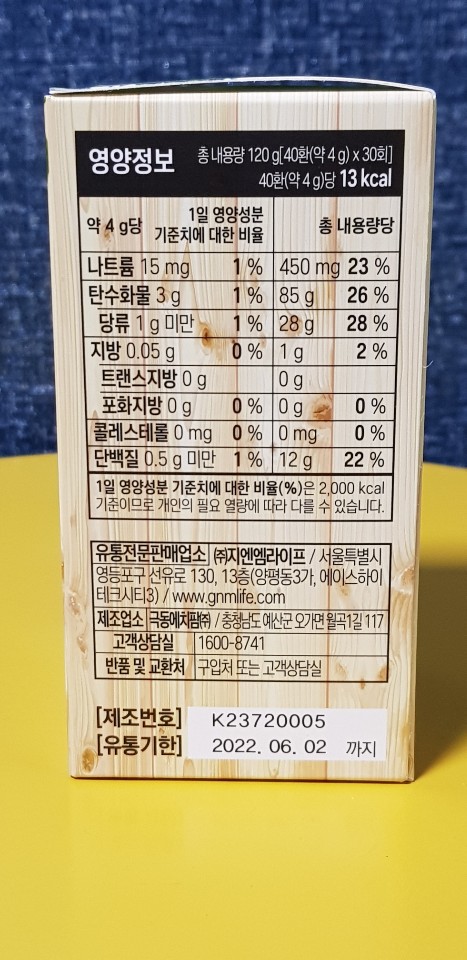 영양정보 총 내용량 120 g[40환(약 4 g) x 30회]
40환(약 4 g)당 13 kcal
약 4 g당 1일 영양성분 기준치에 대한 비율 총 내용량당
나트륨 15 mg 1 % 450 mg 23 %
탄수화물 3 g 1 % 85 g 26 %
당류 1 g 미만 1 % 28 g 28 %
지방 0.05 g 0 % 1 g 2 %
트랜스지방 0 g 0 g
포화지방 0 g 0 % 0 g 0 %
콜레스테롤 0 mg 0 % 0 mg 0 %
단백질 0.5 g 미만 1 % 12 g 22 %
1일 영양성분 기준치에 대한 비율(%)은 2,000 kcal
기준이므로 개인의 필요 열량에 따라 다를 수 있습니다.
유통전문판매업소 ㈜지엔엠라이프 / 서울특별시
영등포구 선유로 130, 13층(양평동3가, 에이스하이
테크시티3) / www.gnmlife.com
제조업소 극동에치팜㈜ / 충청남도 예산군 오가면 월곡1길 117
고객상담실 1600-8741
반품 및 교환처 구입처 또는 고객상담실
[제조번호] K23720005
[유통기한] 2022. 06. 02 까지